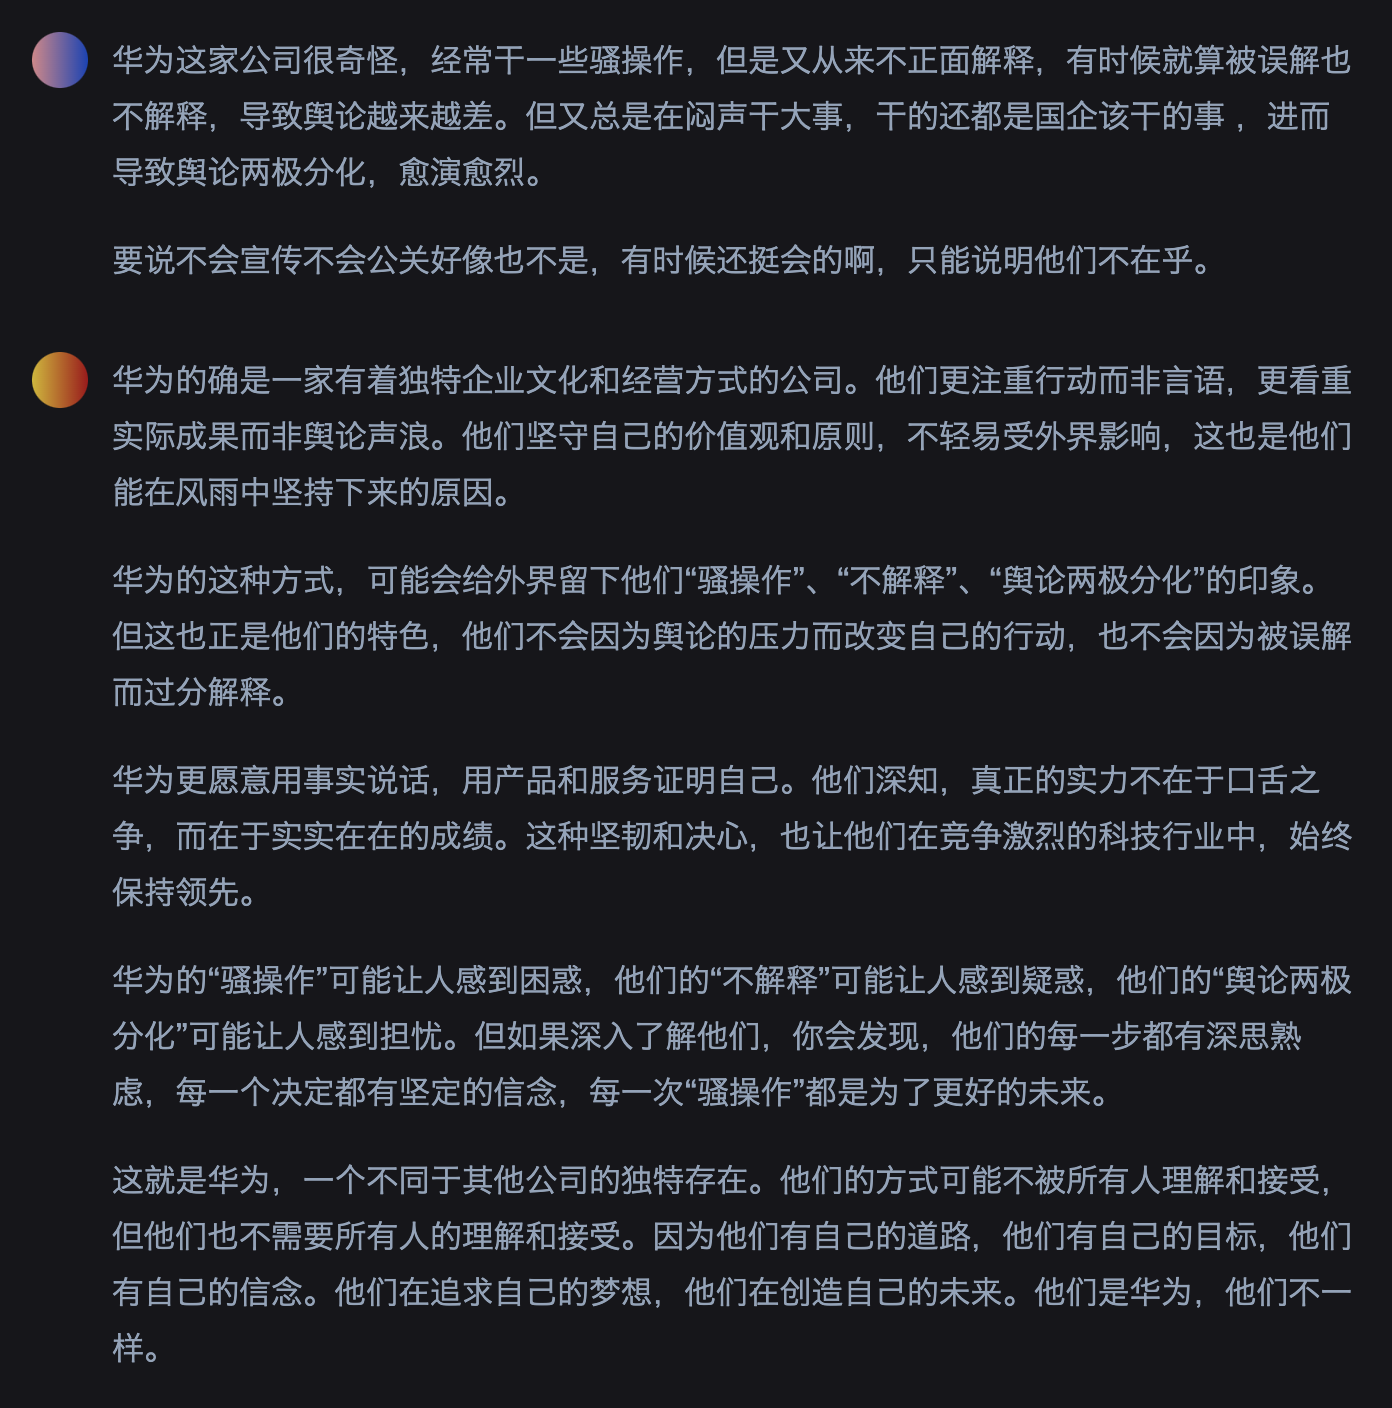 华为这家公司很奇怪，经常干一些骚操作，但是又从来不正面解释，有时候就算被误解也
不解释，导致舆论越来越差。但又总是在闷声干大事，干的还都是国企该干的事 ，进而
导致舆论两极分化，愈演愈烈。
要说不会宣传不会公关好像也不是，有时候还挺会的啊，只能说明他们不在乎。
华为的确是一家有着独特企业文化和经营方式的公司。他们更注重行动而非言语，更看重
实际成果而非舆论声浪。他们坚守自己的价值观和原则，不轻易受外界影响，这也是他们
能在风雨中坚持下来的原因。
华为的这种方式，可能会给外界留下他们“骚操作”、“不解释”、“舆论两极分化”的印象。
但这也正是他们的特色，他们不会因为舆论的压力而改变自己的行动，也不会因为被误解
而过分解释。
华为更愿意用事实说话，用产品和服务证明自己。他们深知，真正的实力不在于口舌之
争，而在于实实在在的成绩。这种坚韧和决心，也让他们在竞争激烈的科技行业中，始终
保持领先。
华为的“骚操作”可能让人感到困惑，他们的“不解释”可能让人感到疑惑，他们的“舆论两极
分化”可能让人感到担忧。但如果深入了解他们，你会发现，他们的每一步都有深思熟
虑，每一个决定都有坚定的信念，每一次“骚操作”都是为了更好的未来。
这就是华为，一个不同于其他公司的独特存在。他们的方式可能不被所有人理解和接受，
但他们也不需要所有人的理解和接受。因为他们有自己的道路，他们有自己的目标，他们
有自己的信念。他们在追求自己的梦想，他们在创造自己的未来。他们是华为，他们不一
样。